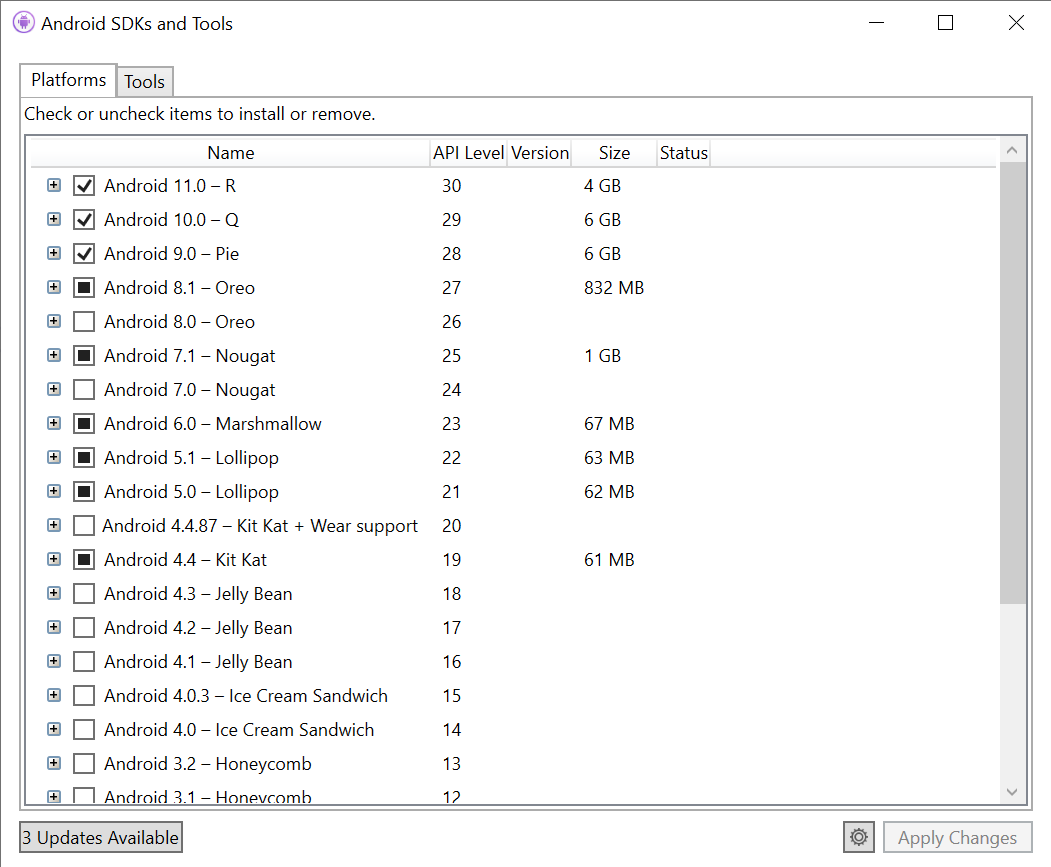 Android SDKs and Tools
Platforms Tools
Check or uncheck items to install or remove.
Name API Level Version Size Status
Android 11.0 – R 30 4 GB
Android 10.0 – Q 29 6 GB
Android 9.0 – Pie 28 6 GB
Android 8.1 – Oreo 27 832 MB
Android 8.0 – Oreo 26
Android 7.1 – Nougat 25 1 GB
Android 7.0 – Nougat 24
Android 6.0 – Marshmallow 23 67 MB
Android 5.1 – Lollipop 22 63 MB
Android 5.0 – Lollipop 21 62 MB
Android 4.4.87 – Kit Kat + Wear support 20
Android 4.4 – Kit Kat 19 61 MB
Android 4.3 – Jelly Bean 18
Android 4.2 – Jelly Bean 17
Android 4.1 – Jelly Bean 16
Android 4.0.3 – Ice Cream Sandwich 15
Android 4.0 – Ice Cream Sandwich 14
Android 3.2 – Honeycomb 13
Android 3.1 – Honeycomb 12
3 Updates Available Apply Changes